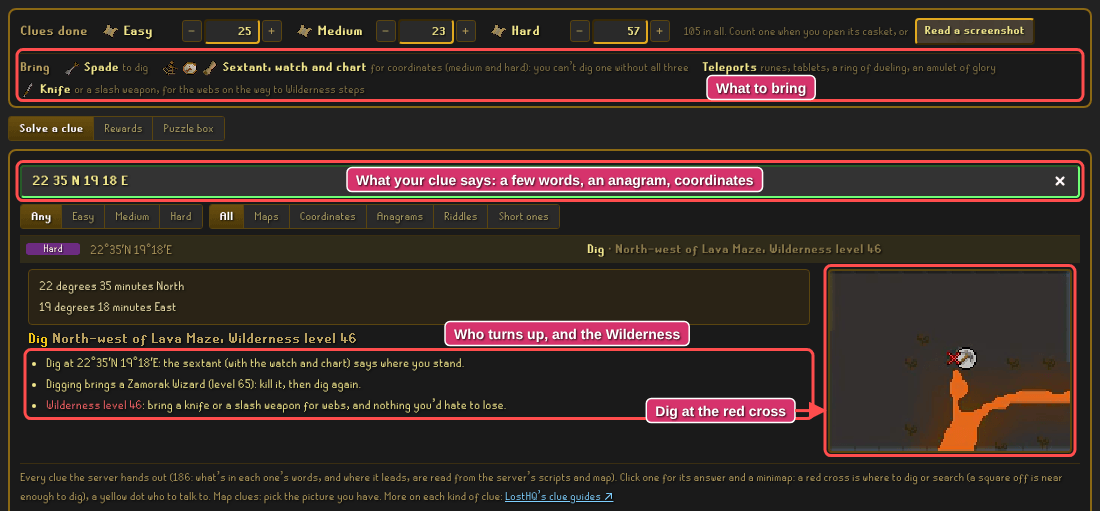 Clues done Easy − 25 + Medium − 23 + Hard − 57 + 105 in all. Count one when you open its casket, or Read a screenshot
Bring Spade to dig Sextant, watch and chart for coordinates (medium and hard): you can't dig one without all three Teleports runes, tablets, a ring of dueling, an amulet of glory
Knife or a slash weapon, for the webs on the way to Wilderness steps
What to bring
Solve a clue Rewards Puzzle box
22 35 N 19 18 E
What your clue says: a few words, an anagram, coordinates
×
Any Easy Medium Hard All Maps Coordinates Anagrams Riddles Short ones
Hard 22°35'N 19°18'E Dig · North-west of Lava Maze, Wilderness level 46
22 degrees 35 minutes North
19 degrees 18 minutes East
Who turns up, and the Wilderness
Dig North-west of Lava Maze, Wilderness level 46
• Dig at 22°35'N 19°18'E: the sextant (with the watch and chart) says where you stand.
• Digging brings a Zamorak Wizard (level 65): kill it, then dig again.
• Wilderness level 46: bring a knife or a slash weapon for webs, and nothing you'd hate to lose.
Dig at the red cross
Every clue the server hands out (186: what's in each one's words, and where it leads, are read from the server's scripts and map). Click one for its answer and a minimap: a red cross is where to dig or search (a square off is near
enough to dig), a yellow dot who to talk to. Map clues: pick the picture you have. More on each kind of clue: LostHQ's clue guides ↗